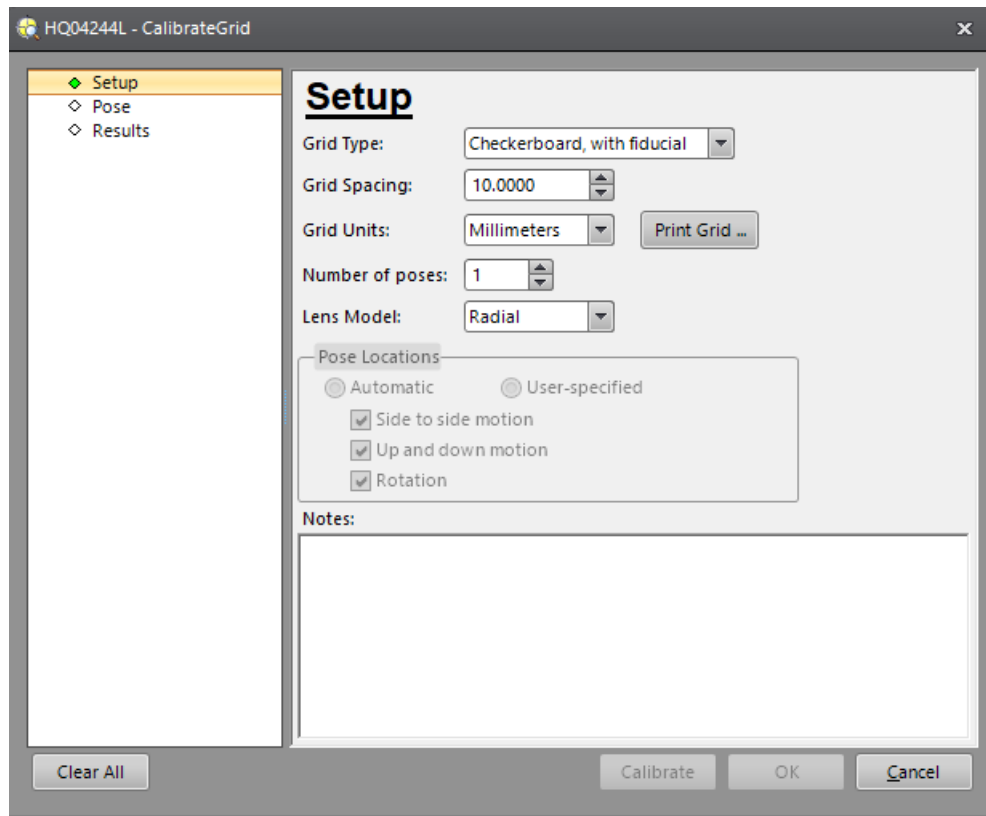 HQ04244L - CalibrateGrid
Setup
Pose
Results
Setup
Grid Type: Checkerboard, with fiducial
Grid Spacing: 10.0000
Grid Units: Millimeters Print Grid ...
Number of poses: 1
Lens Model: Radial
Pose Locations
Automatic User-specified
Side to side motion
Up and down motion
Rotation
Notes:
Clear All Calibrate OK Cancel